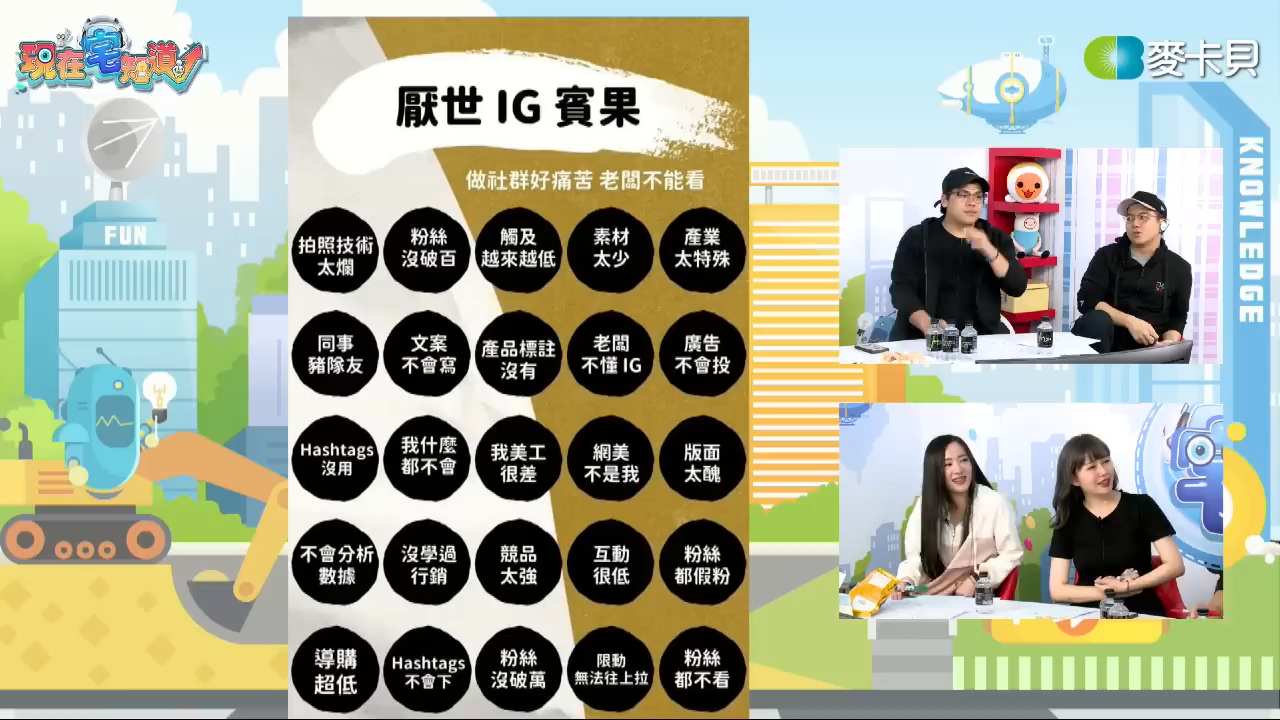 現在宅知道
麥卡貝
KNOWLEDGE
FUN
厭世 IG 賓果
做社群好痛苦 老闆不能看
拍照技術
太爛
粉絲
沒破百
觸及
越來越低
素材
太少
產業
太特殊
同事
豬隊友
文案
不會寫
產品標註
沒有
老闆
不懂 IG
廣告
不會投
Hashtags
沒用
我什麼
都不會
我美工
很差
網美
不是我
版面
太醜
不會分析
數據
沒學過
行銷
競品
太強
互動
很低
粉絲
都假粉
導購
超低
Hashtags
不會下
粉絲
沒破萬
限動
無法往上拉
粉絲
都不看